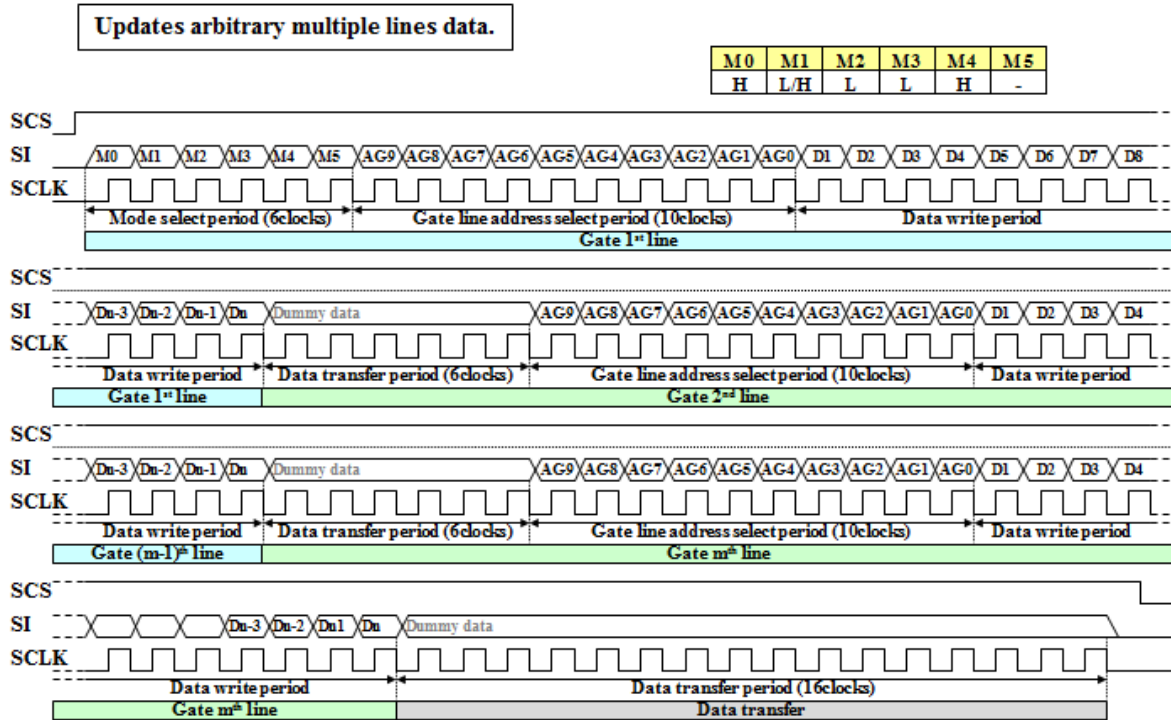 Updates arbitrary multiple lines data.
M0 M1 M2 M3 M4 M5
H L/H L L H -
SCS
SI M0 M1 M2 M3 M4 M5 AG9 AG8 AG7 AG6 AG5 AG4 AG3 AG2 AG1 AG0 D1 D2 D3 D4 D5 D6 D7 D8
SCLK
Mode select period (6clocks) Gate line address select period (10clocks) Data write period
Gate 1st line
SCS
SI Dn-3 Dn-2 Dn-1 Dn Dummy data AG9 AG8 AG7 AG6 AG5 AG4 AG3 AG2 AG1 AG0 D1 D2 D3 D4
SCLK
Data write period Data transfer period (6clocks) Gate line address select period (10clocks) Data write period
Gate 1st line Gate 2nd line
SCS
SI Dn-3 Dn-2 Dn-1 Dn Dummy data AG9 AG8 AG7 AG6 AG5 AG4 AG3 AG2 AG1 AG0 D1 D2 D3 D4
SCLK
Data write period Data transfer period (6clocks) Gate line address select period (10clocks) Data write period
Gate (m-1)th line Gate mth line
SCS
SI Dn-3 Dn-2 Dn1 Dn Dummy data
SCLK
Data write period Data transfer period (16clocks)
Gate mth line Data transfer